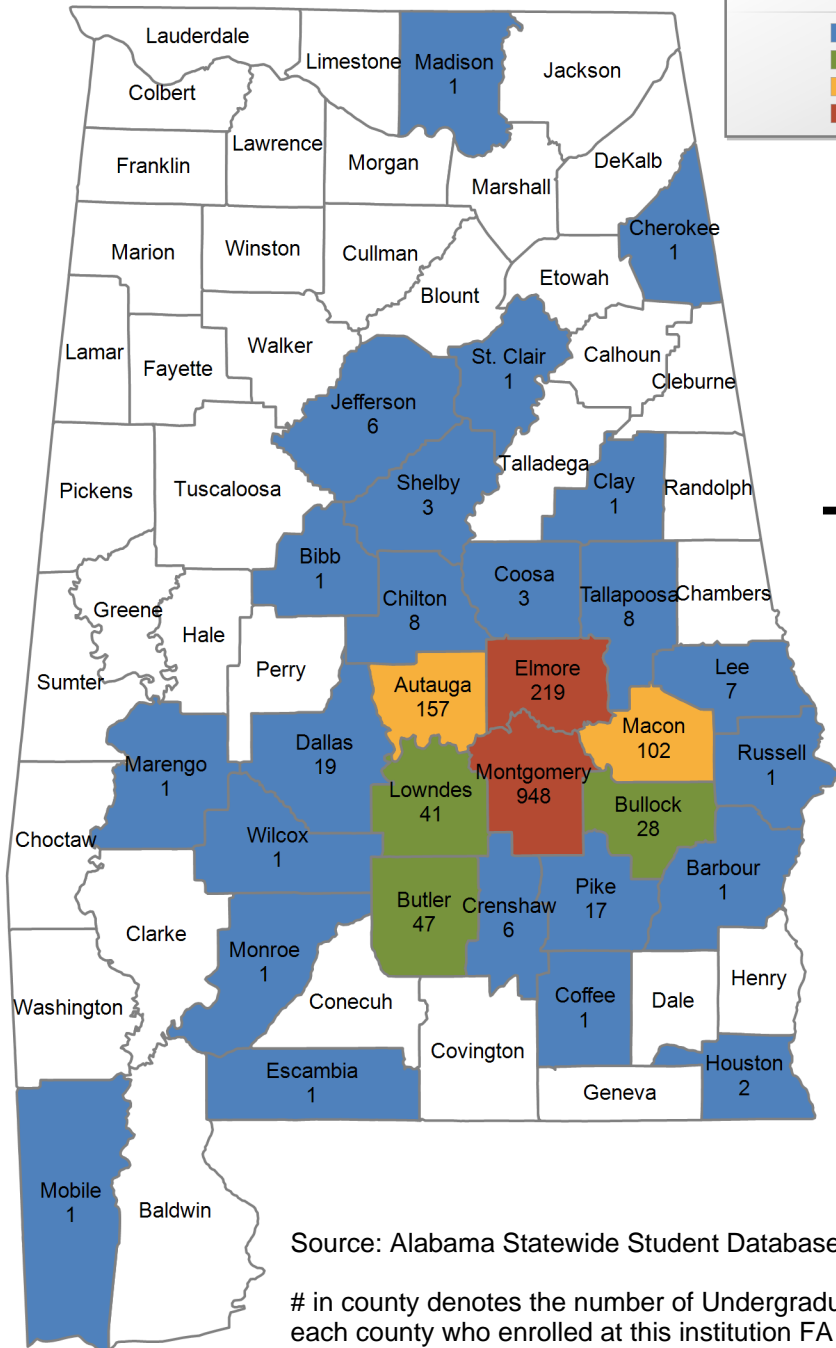 Lauderdale
Limestone
Madison
1
Jackson
Colbert
Lawrence
Franklin
Morgan
DeKalb
Marshall
Cherokee
1
Marion
Winston
Cullman
Etowah
Blount
Lamar
Fayette
Walker
St. Clair
1
Calhoun
Cleburne
Jefferson
6
Talladega
Pickens
Tuscaloosa
Shelby
3
Clay
1
Randolph
Bibb
1
Chilton
8
Coosa
3
Tallapoosa
8
Chambers
Greene
Hale
Perry
Sumter
Autauga
157
Elmore
219
Lee
7
Macon
102
Dallas
19
Marengo
1
Montgomery
948
Russell
1
Lowndes
41
Bullock
28
Choctaw
Wilcox
1
Barbour
1
Butler
47
Crenshaw
6
Pike
17
Clarke
Monroe
1
Washington
Conecuh
Coffee
1
Dale
Henry
Covington
Escambia
1
Houston
2
Geneva
Mobile
1
Baldwin
Source: Alabama Statewide Student Database
# in county denotes the number of Undergradu
each county who enrolled at this institution FA